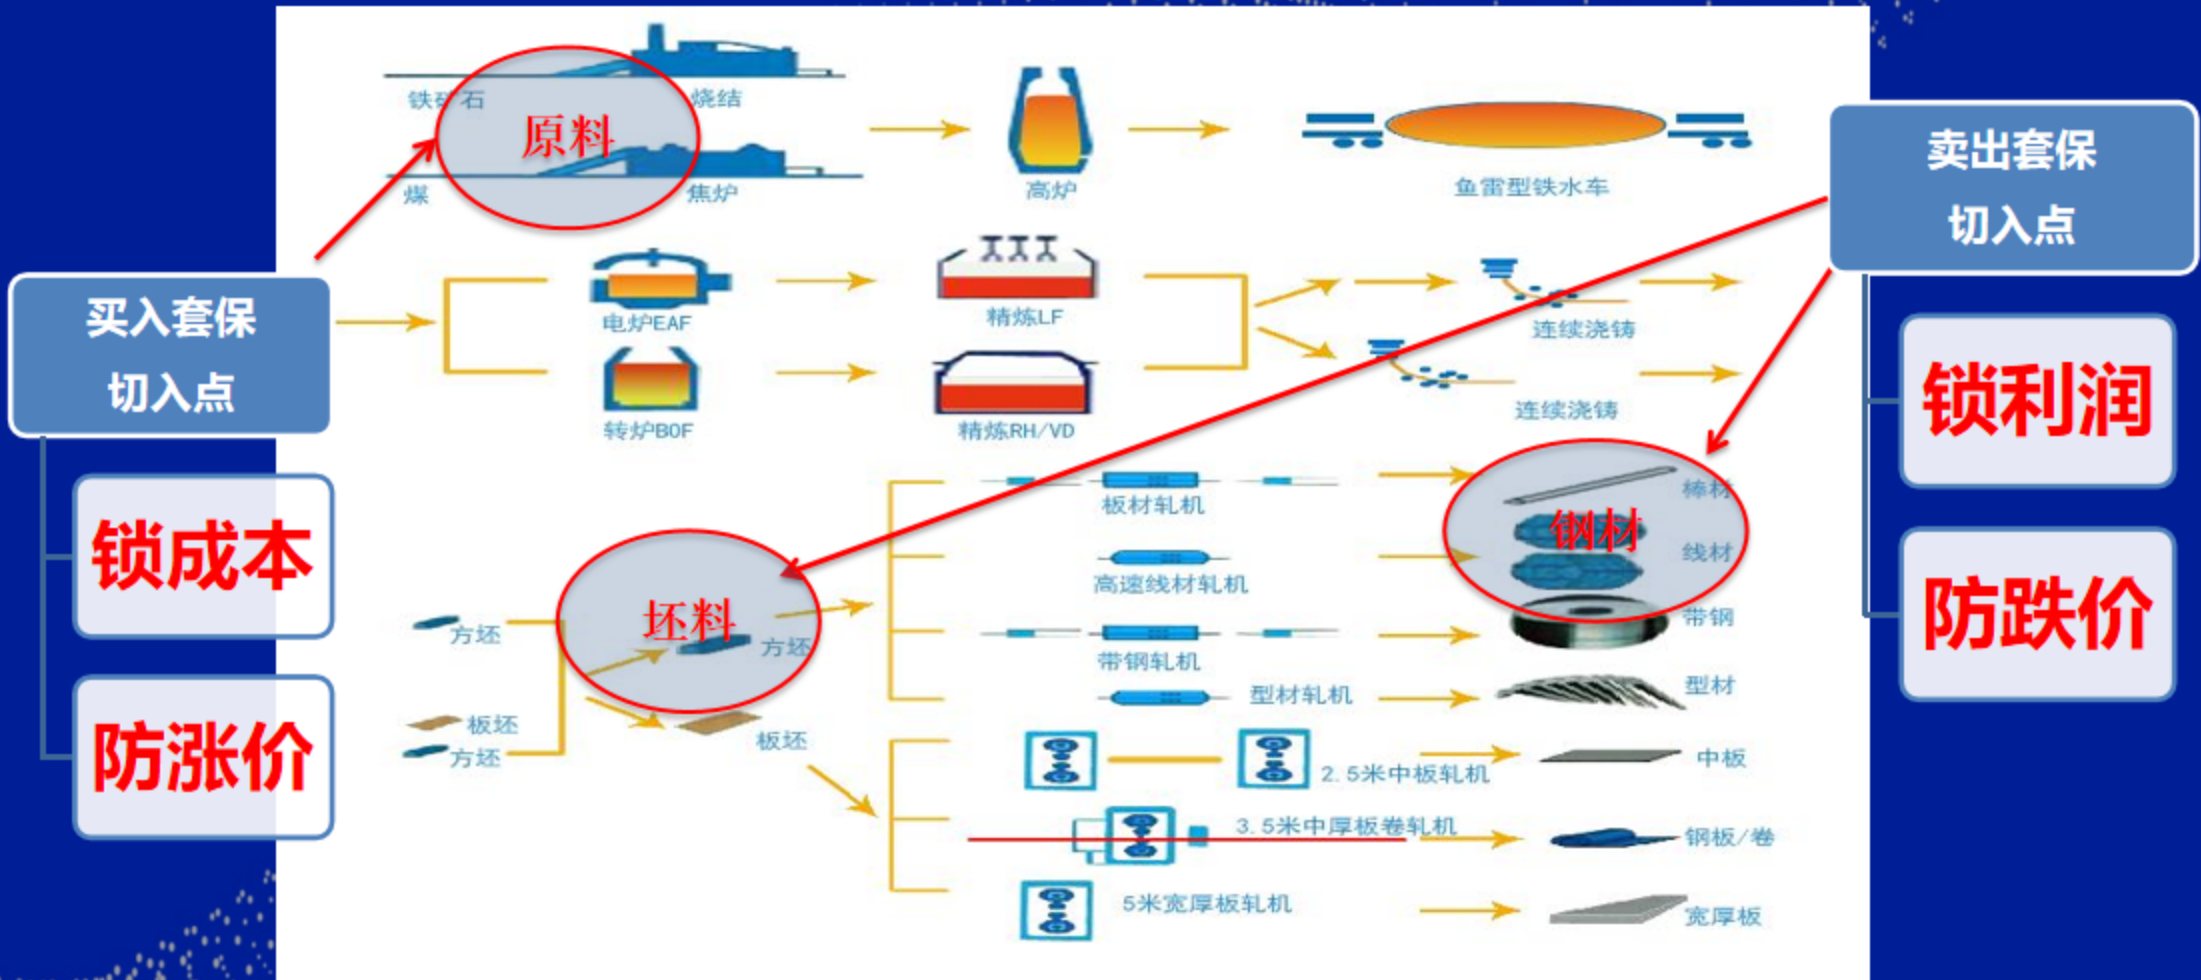 铁矿石
烧结
原料
煤
焦炉
高炉
鱼雷型铁水车
卖出套保
切入点
买入套保
切入点
电炉EAF
精炼LF
连续浇铸
转炉BOF
精炼RH/VD
连续浇铸
锁利润
防跌价
锁成本
防涨价
板材轧机
棒材
钢材
高速线材轧机
线材
方坯
坯料
方坯
带钢轧机
带钢
板坯
方坯
板坯
型材轧机
型材
2.5米中板轧机
中板
3.5米中厚板卷轧机
钢板/卷
5米宽厚板轧机
宽厚板